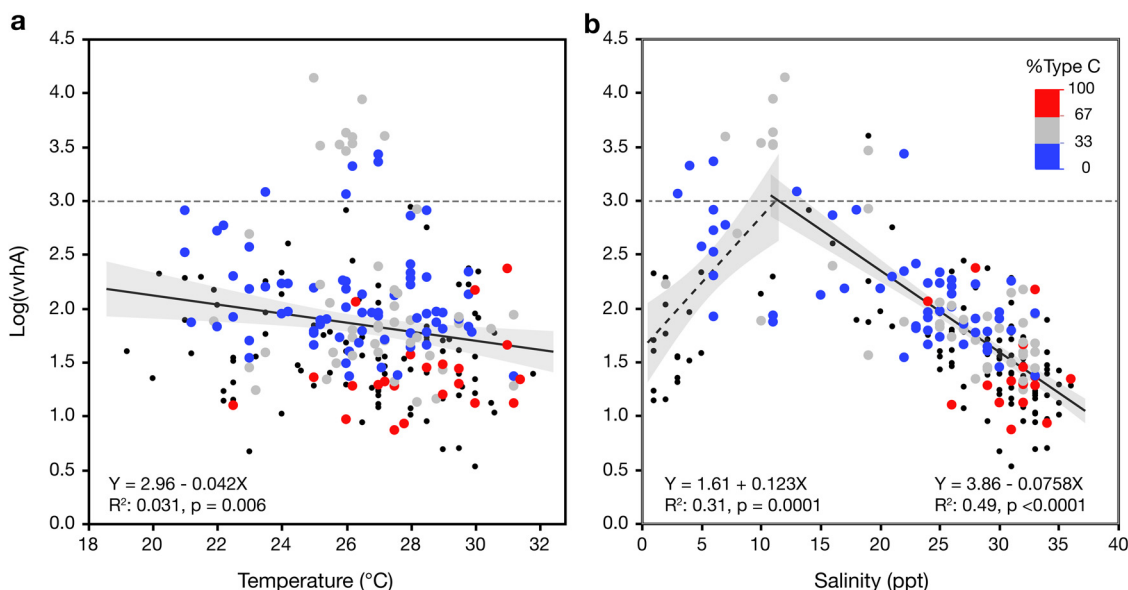 a
4.5
4.0
3.5
3.0
2.5
2.0
1.5
1.0
0.5
0.0
Log(vvhA)
Y = 2.96 - 0.042X
R²: 0.031, p = 0.006
18 20 22 24 26 28 30 32
Temperature (°C)
b
4.5
4.0
3.5
3.0
2.5
2.0
1.5
1.0
0.5
0.0
%Type C
100
67
33
0
Y = 1.61 + 0.123X
R²: 0.31, p = 0.0001
Y = 3.86 - 0.0758X
R²: 0.49, p <0.0001
0 5 10 15 20 25 30 35 40
Salinity (ppt)